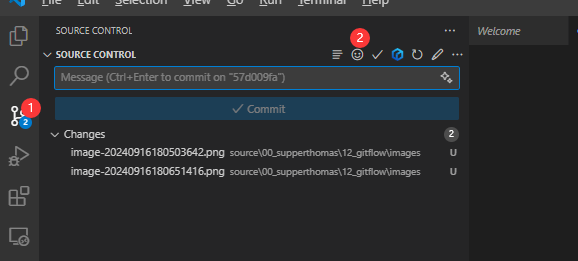 File Edit Selection View Go Run Terminal Help
SOURCE CONTROL
Welcome
2
SOURCE CONTROL
Message (Ctrl+Enter to commit on "57d009fa")
1
2
Commit
Changes 2
image-20240916180503642.png source\00_supperthomas\12_gitflow\images U
image-20240916180651416.png source\00_supperthomas\12_gitflow\images U